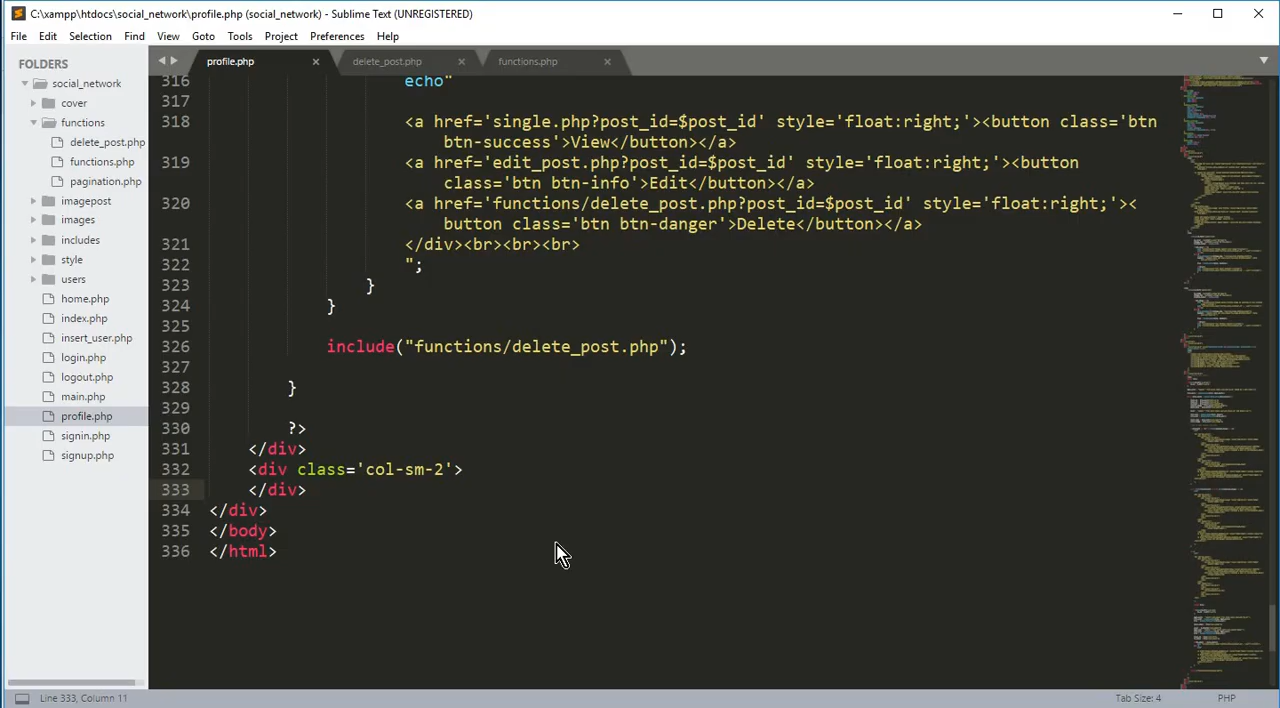 C:\xampp\htdocs\social_network\profile.php (social_network) - Sublime Text (UNREGISTERED)
File Edit Selection Find View Goto Tools Project Preferences Help
FOLDERS
social_network
cover
functions
delete_post.php
functions.php
pagination.php
imagepost
images
includes
style
users
home.php
index.php
insert_user.php
login.php
logout.php
main.php
profile.php
signin.php
signup.php
profile.php delete_post.php functions.php
316 echo"
317
318 <a href='single.php?post_id=$post_id' style='float:right;'><button class='btn
btn-success'>View</button></a>
319 <a href='edit_post.php?post_id=$post_id' style='float:right;'><button
class='btn btn-info'>Edit</button></a>
320 <a href='functions/delete_post.php?post_id=$post_id' style='float:right;'><
button class='btn btn-danger'>Delete</button></a>
321 </div><br><br><br>
322 ";
323 }
324 }
325
326 include("functions/delete_post.php");
327
328 }
329
330 ?>
331 </div>
332 <div class='col-sm-2'>
333 </div>
334 </div>
335 </body>
336 </html>
Line 333, Column 11 Tab Size: 4 PHP